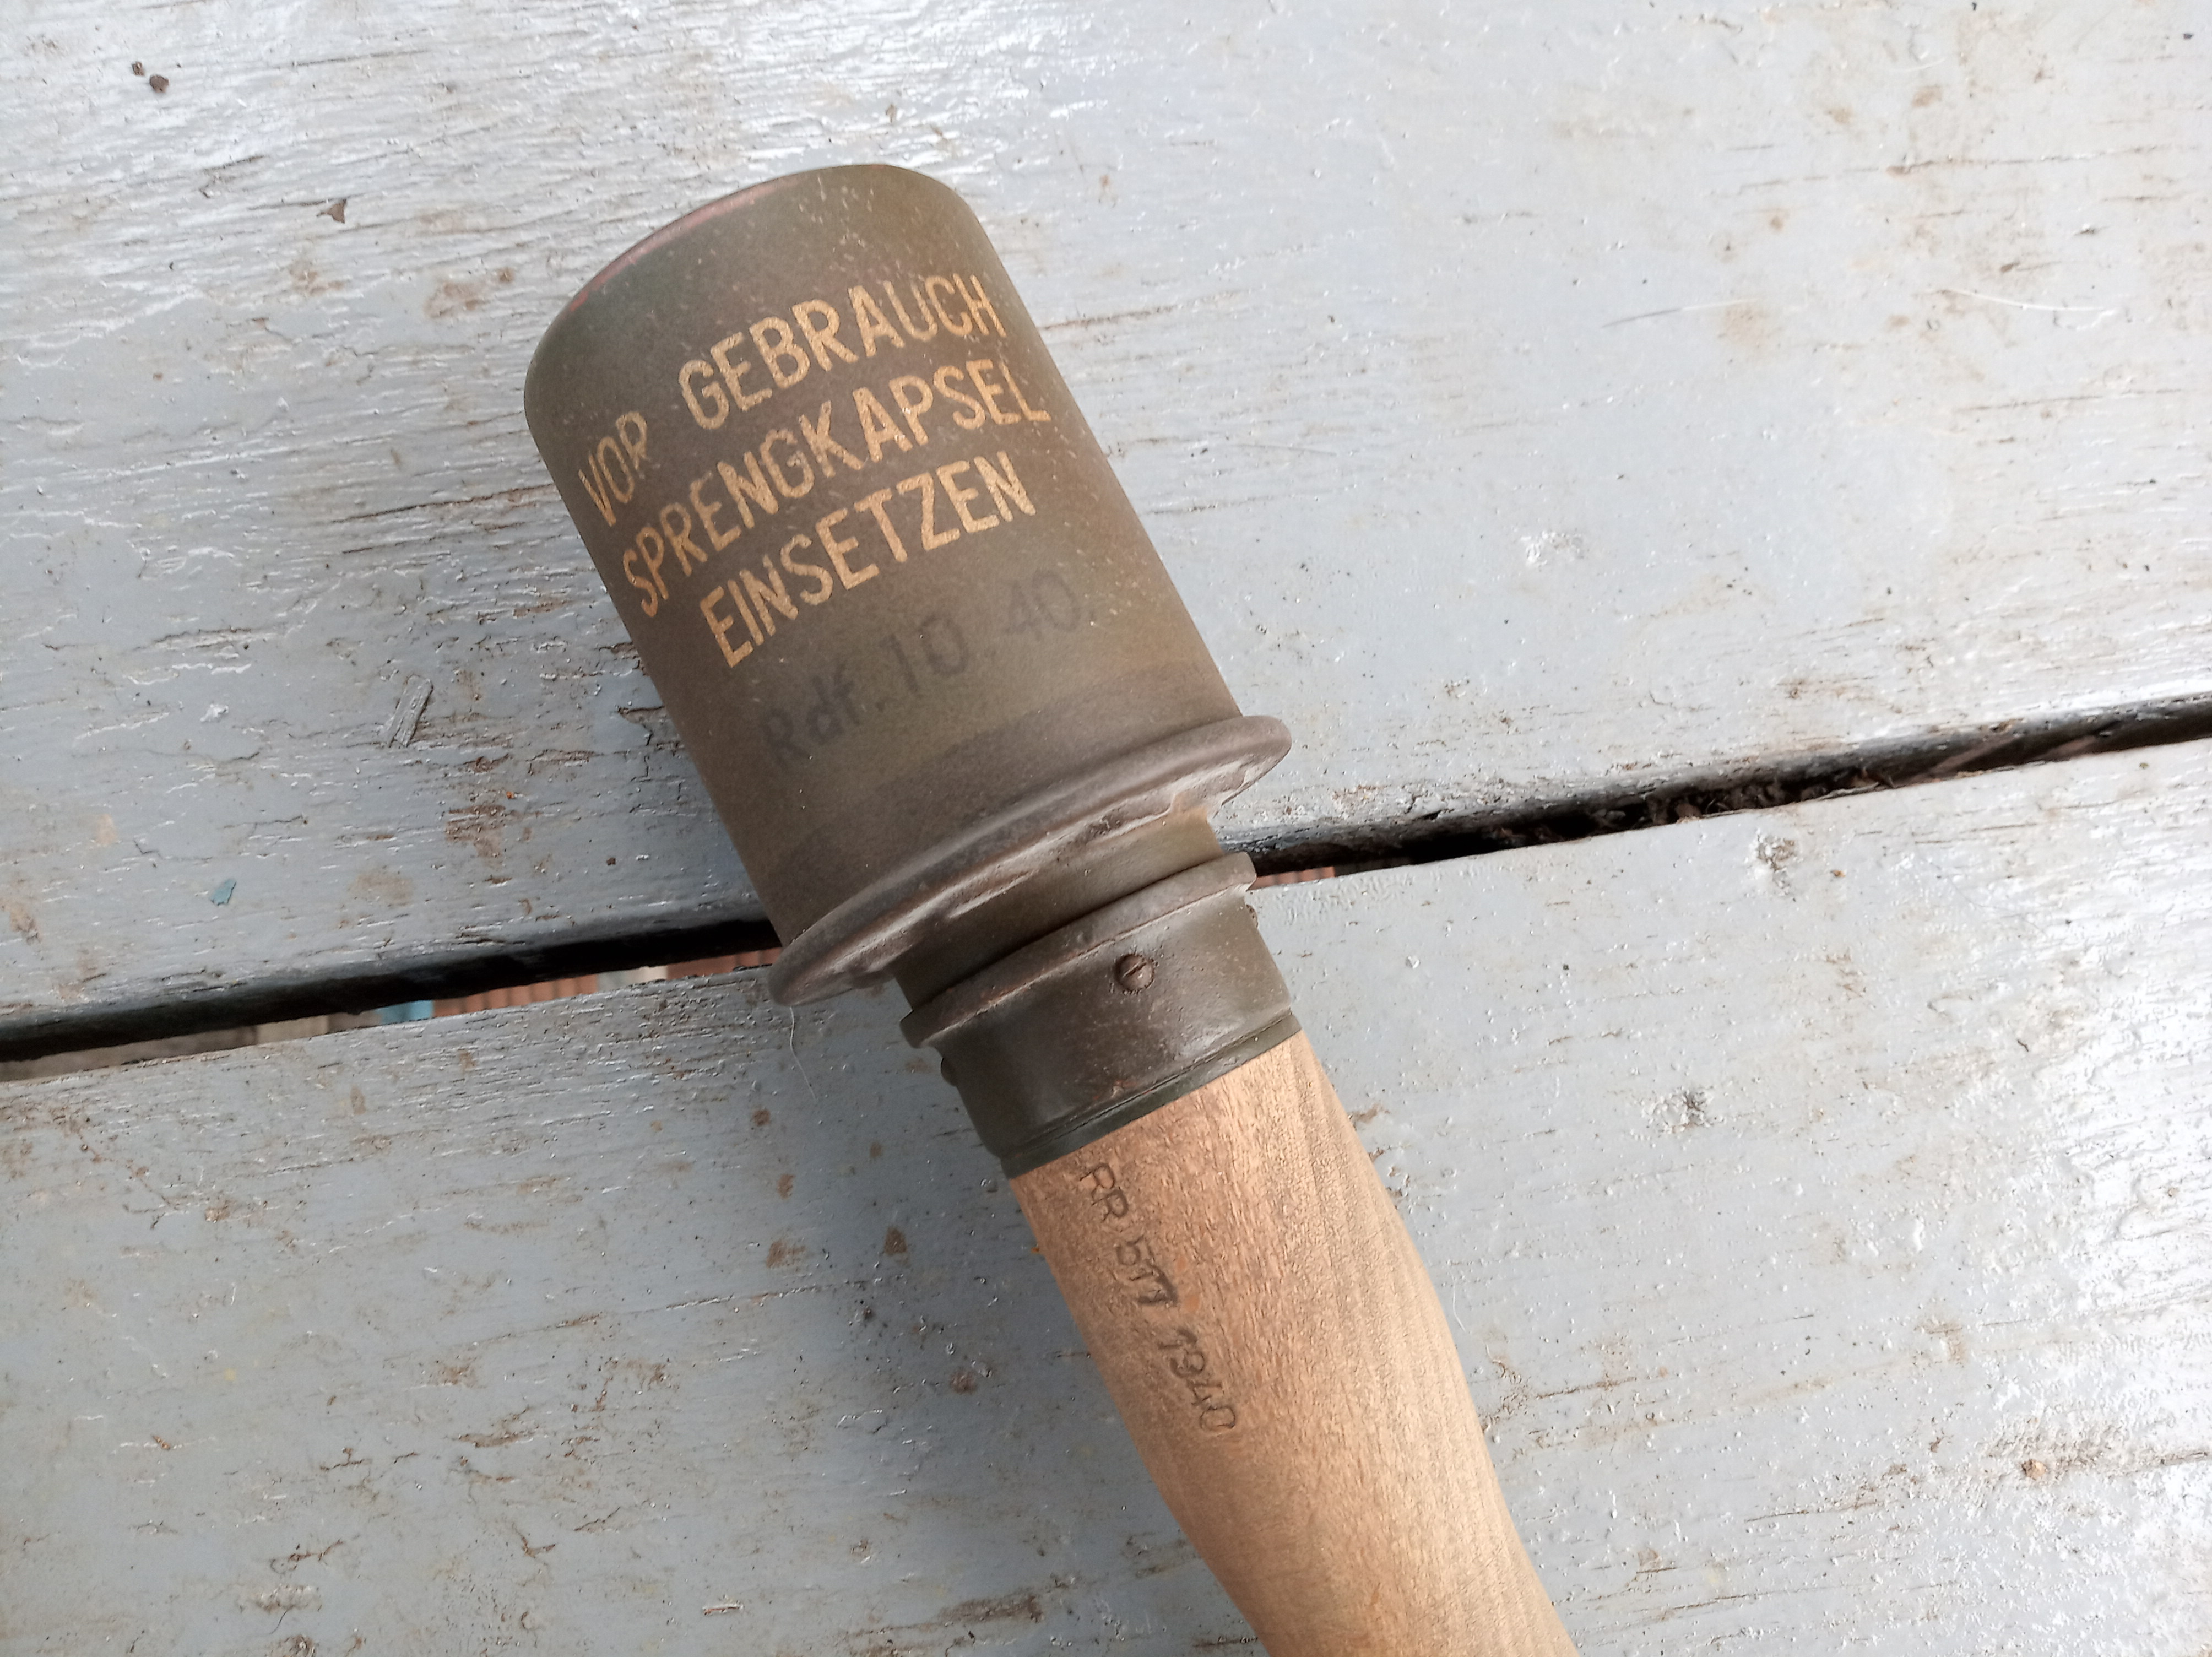 VOR GEBRAUCH
SPRENGKAPSEL
EINSETZEN
Rdf. 10 40.
RR 577 1940